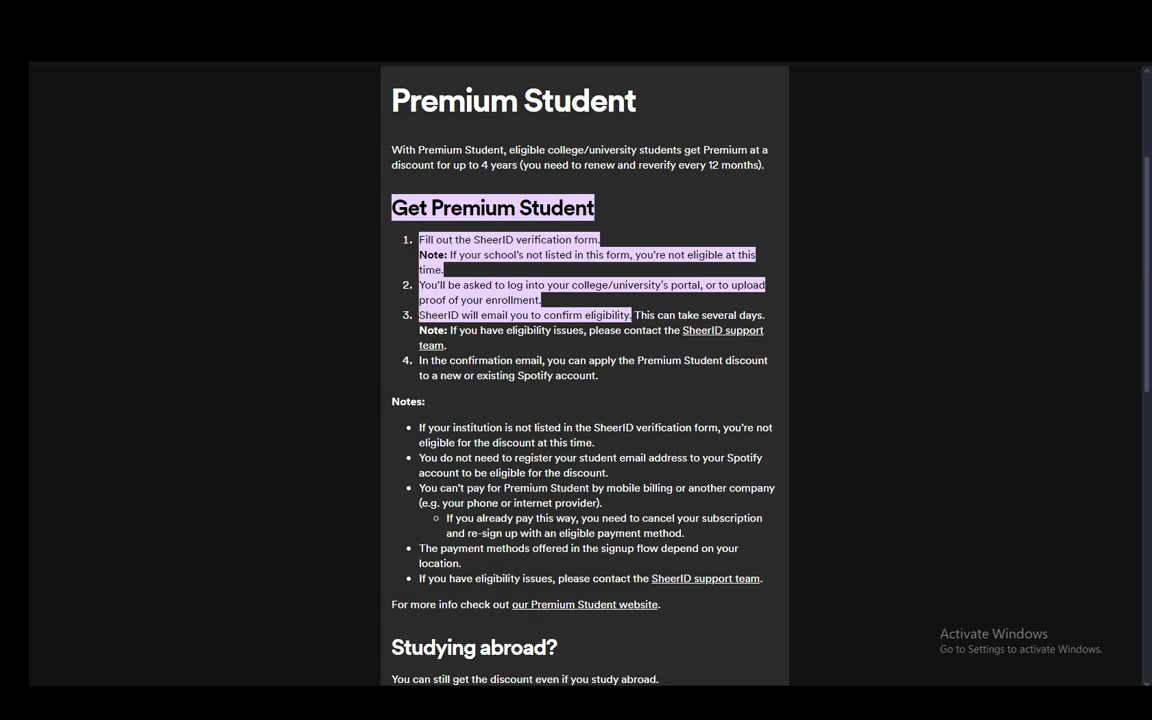 Premium Student
With Premium Student, eligible college/university students get Premium at a
discount for up to 4 years (you need to renew and reverify every 12 months).
Get Premium Student
1. Fill out the SheerID verification form.
Note: If your school's not listed in this form, you're not eligible at this
time.
2. You'll be asked to log into your college/university's portal, or to upload
proof of your enrollment.
3. SheerID will email you to confirm eligibility. This can take several days.
Note: If you have eligibility issues, please contact the SheerID support
team.
4. In the confirmation email, you can apply the Premium Student discount
to a new or existing Spotify account.
Notes:
• If your institution is not listed in the SheerID verification form, you're not
eligible for the discount at this time.
• You do not need to register your student email address to your Spotify
account to be eligible for the discount.
• You can't pay for Premium Student by mobile billing or another company
(e.g. your phone or internet provider).
○ If you already pay this way, you need to cancel your subscription
and re-sign up with an eligible payment method.
• The payment methods offered in the signup flow depend on your
location.
• If you have eligibility issues, please contact the SheerID support team.
For more info check out our Premium Student website.
Studying abroad?
You can still get the discount even if you study abroad.
Activate Windows
Go to Settings to activate Windows.